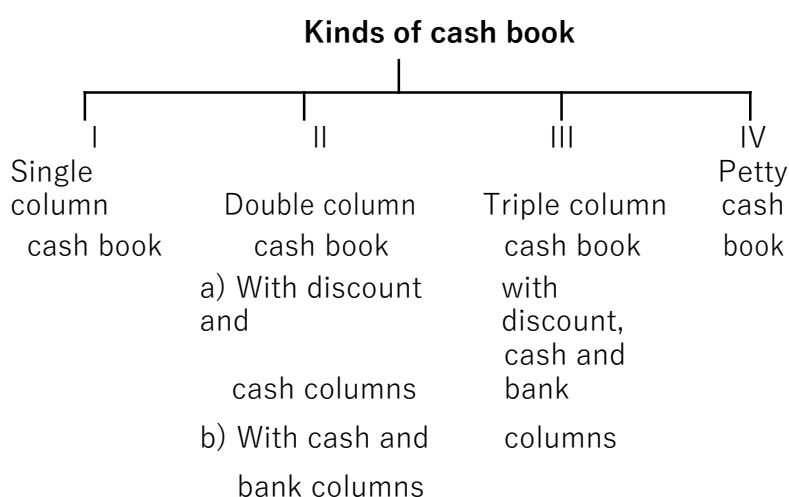 Kinds of cash book
I
Single
column
cash book
II
Double column
cash book
a) With discount
and
cash columns
b) With cash and
bank columns
III
Triple column
cash book
with
discount,
cash and
bank
columns
IV
Petty
cash
book